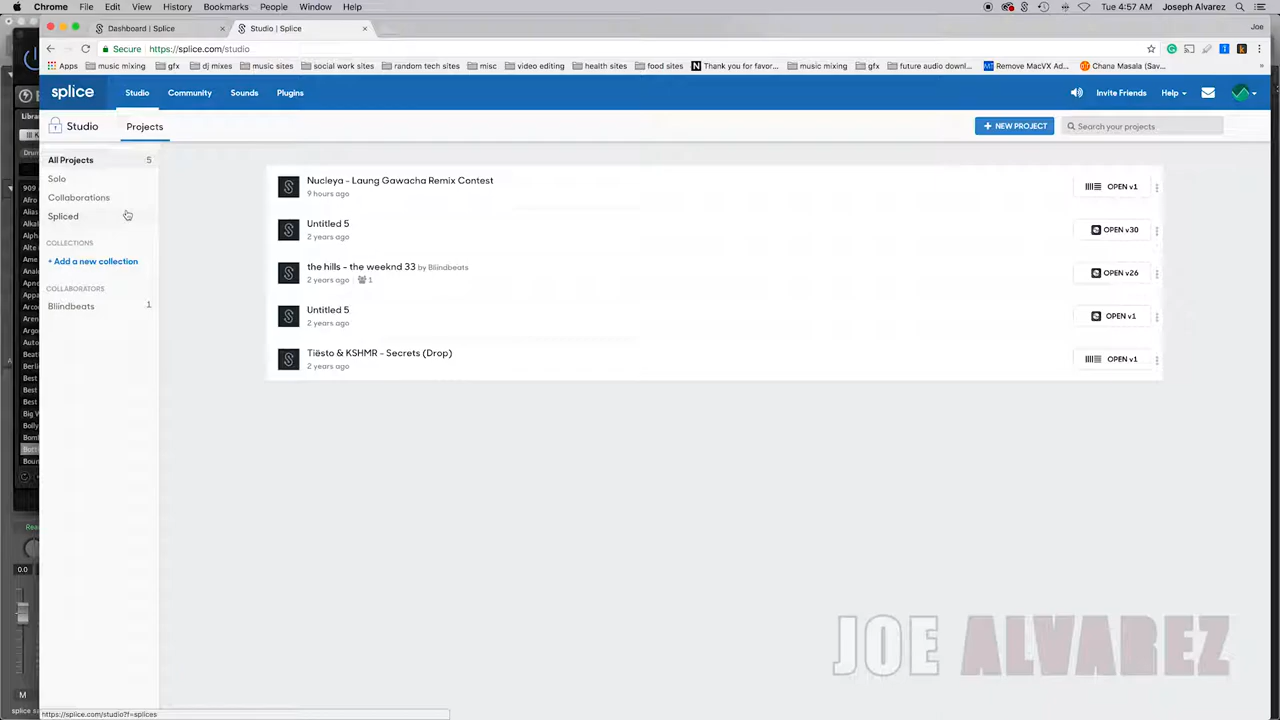 Chrome File Edit View History Bookmarks People Window Help Tue 4:57 AM Joseph Alvarez
Dashboard | Splice Studio | Splice Joe
Secure https://splice.com/studio
Apps music mixing gfx dj mixes music sites social work sites random tech sites misc video editing health sites food sites Thank you for favor... music mixing gfx future audio downl... Remove MacVX Ad... Chana Masala (Sav...
splice Studio Community Sounds Plugins Invite Friends Help
Studio Projects + NEW PROJECT Search your projects
All Projects 5
Solo
Collaborations
Spliced
COLLECTIONS
+ Add a new collection
COLLABORATORS
Bliindbeats 1
Nucleya - Laung Gawacha Remix Contest
9 hours ago
OPEN v1
Untitled 5
2 years ago
OPEN v30
the hills - the weeknd 33 by Bliindbeats
2 years ago 1
OPEN v26
Untitled 5
2 years ago
OPEN v1
Tiësto & KSHMR - Secrets (Drop)
2 years ago
OPEN v1
0.0
M
JOE ALVAREZ
https://splice.com/studio?f=splices